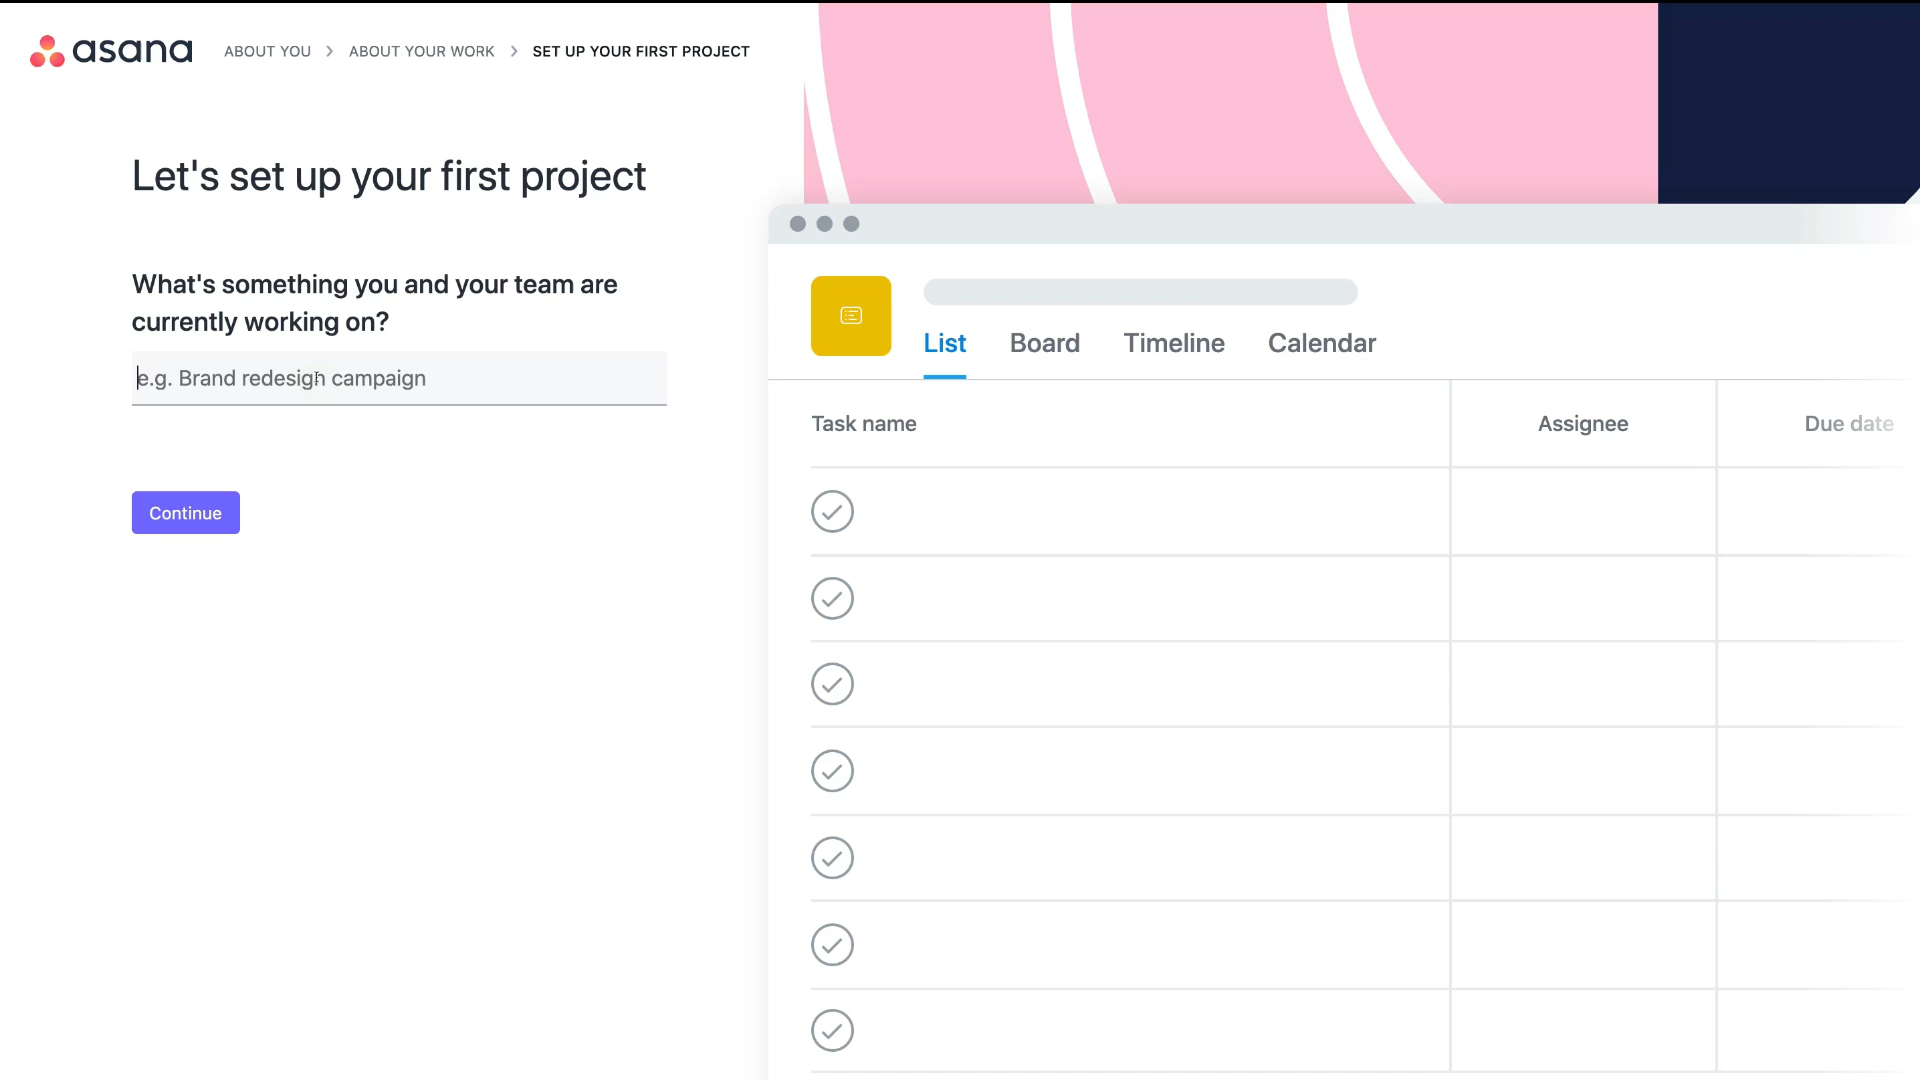 asana ABOUT YOU > ABOUT YOUR WORK > SET UP YOUR FIRST PROJECT
Let's set up your first project
What's something you and your team are
currently working on?
e.g. Brand redesign campaign
Continue
List Board Timeline Calendar
Task name Assignee Due date